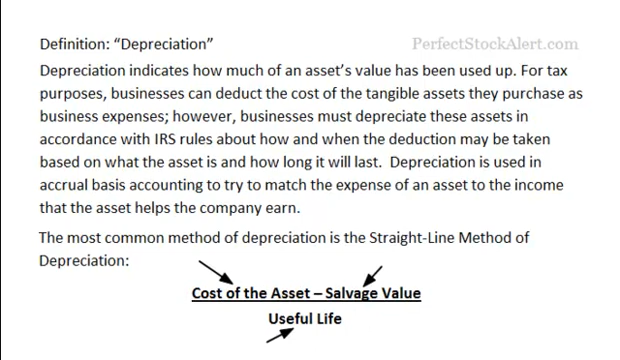 Definition: “Depreciation”
PerfectStockAlert.com
Depreciation indicates how much of an asset’s value has been used up. For tax
purposes, businesses can deduct the cost of the tangible assets they purchase as
business expenses; however, businesses must depreciate these assets in
accordance with IRS rules about how and when the deduction may be taken
based on what the asset is and how long it will last.  Depreciation is used in
accrual basis accounting to try to match the expense of an asset to the income
that the asset helps the company earn.
The most common method of depreciation is the Straight-Line Method of
Depreciation:
Cost of the Asset – Salvage Value
Useful Life